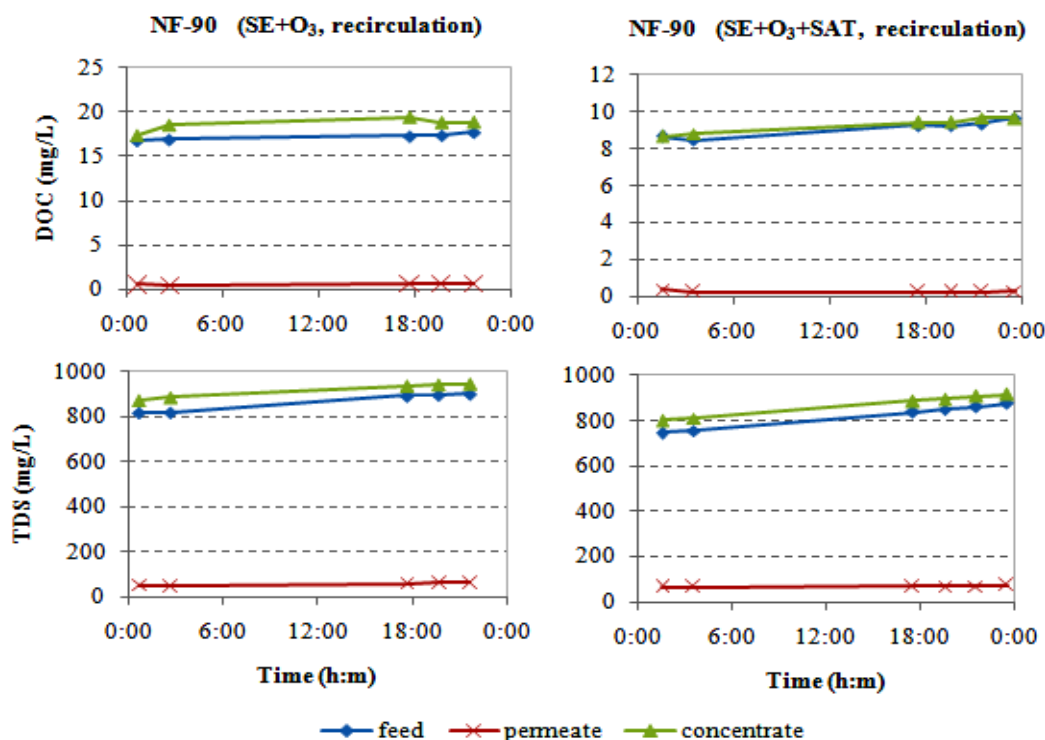 NF-90 (SE+O₃, recirculation)
NF-90 (SE+O₃+SAT, recirculation)
DOC (mg/L)
25
20
15
10
5
0
0:00 6:00 12:00 18:00 0:00
12
10
8
6
4
2
0
0:00 6:00 12:00 18:00 0:00
TDS (mg/L)
1000
800
600
400
200
0
0:00 6:00 12:00 18:00 0:00
Time (h:m)
1000
800
600
400
200
0
0:00 6:00 12:00 18:00 0:00
Time (h:m)
feed permeate concentrate